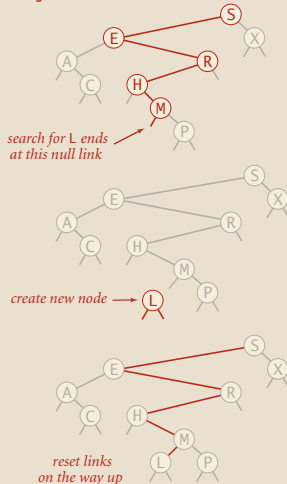 S
E
X
A
R
C
H
M
P
search for L ends
at this null link
S
E
X
A
R
C
H
M
P
create new node
L
S
E
X
A
R
C
H
M
L
P
reset links
on the way up